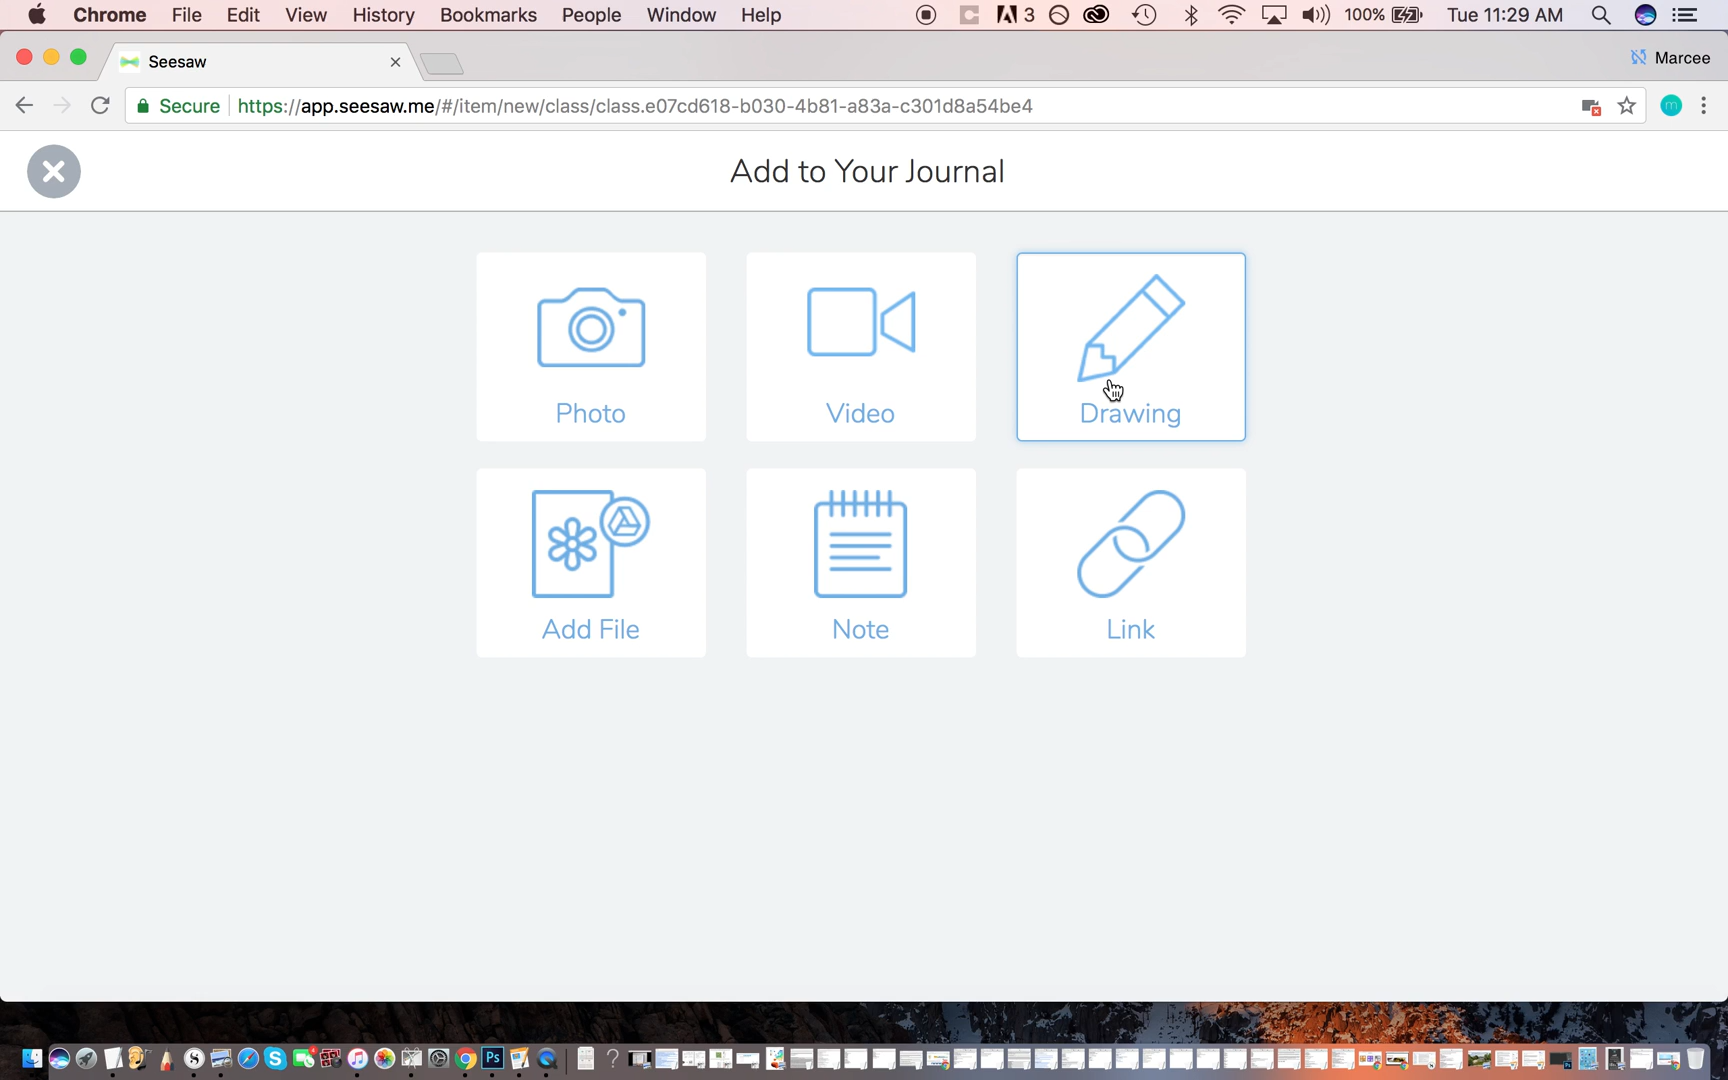 Chrome File Edit View History Bookmarks People Window Help 3 100% Tue 11:29 AM
Seesaw Marcee
Secure https://app.seesaw.me/#/item/new/class/class.e07cd618-b030-4b81-a83a-c301d8a54be4 m
Add to Your Journal
Photo Video Drawing
Add File Note Link
Ps